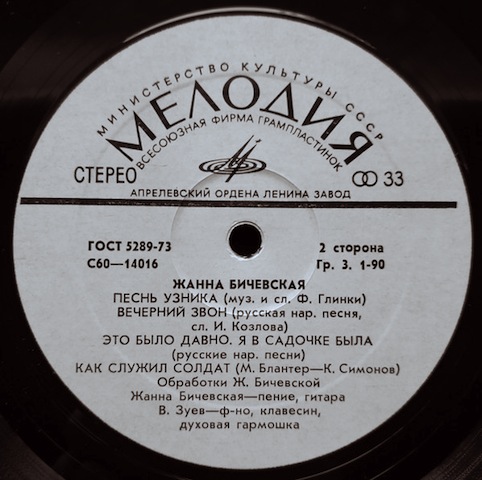 МИНИСТЕРСТВО КУЛЬТУРЫ СССР
МЕЛОДИЯ
ВСЕСОЮЗНАЯ ФИРМА ГРАМПЛАСТИНОК
СТЕРЕО 33
АПРЕЛЕВСКИЙ ОРДЕНА ЛЕНИНА ЗАВОД
ГОСТ 5289-73 2 сторона
С60—14016 Гр. 3. 1-90
ЖАННА БИЧЕВСКАЯ
ПЕСНЬ УЗНИКА (муз. и сл. Ф. Глинки)
ВЕЧЕРНИЙ ЗВОН (русская нар. песня,
сл. И. Козлова)
ЭТО БЫЛО ДАВНО. Я В САДОЧКЕ БЫЛА
(русские нар. песни)
КАК СЛУЖИЛ СОЛДАТ (М. Блантер—К. Симонов)
Обработки Ж. Бичевской
Жанна Бичевская—пение, гитара
В. Зуев—ф-но, клавесин,
духовая гармошка